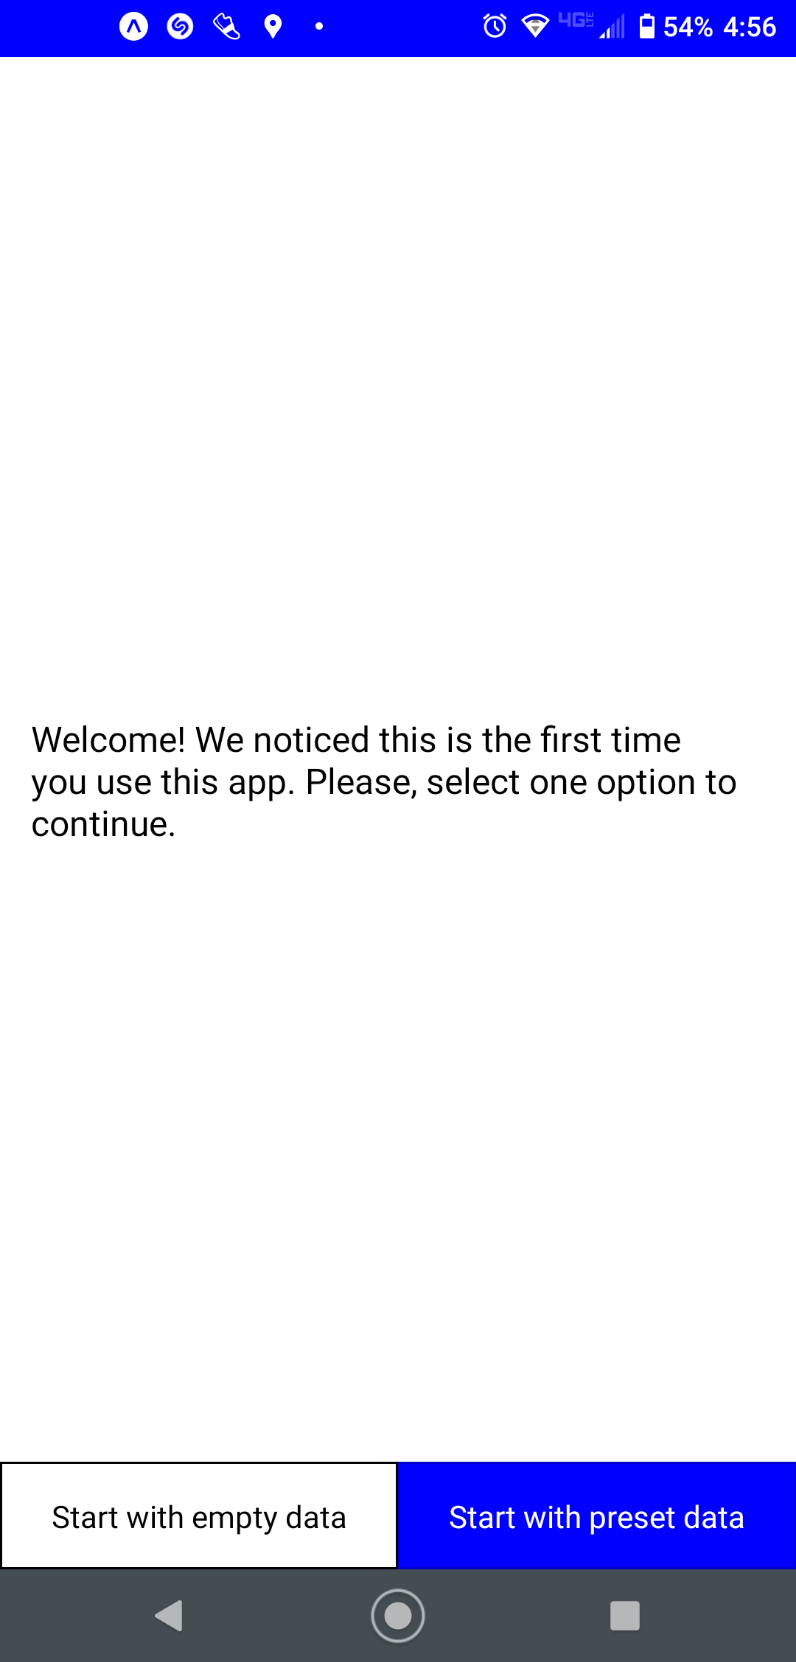 4G LTE 54% 4:56
Welcome! We noticed this is the first time
you use this app. Please, select one option to
continue.
Start with empty data
Start with preset data